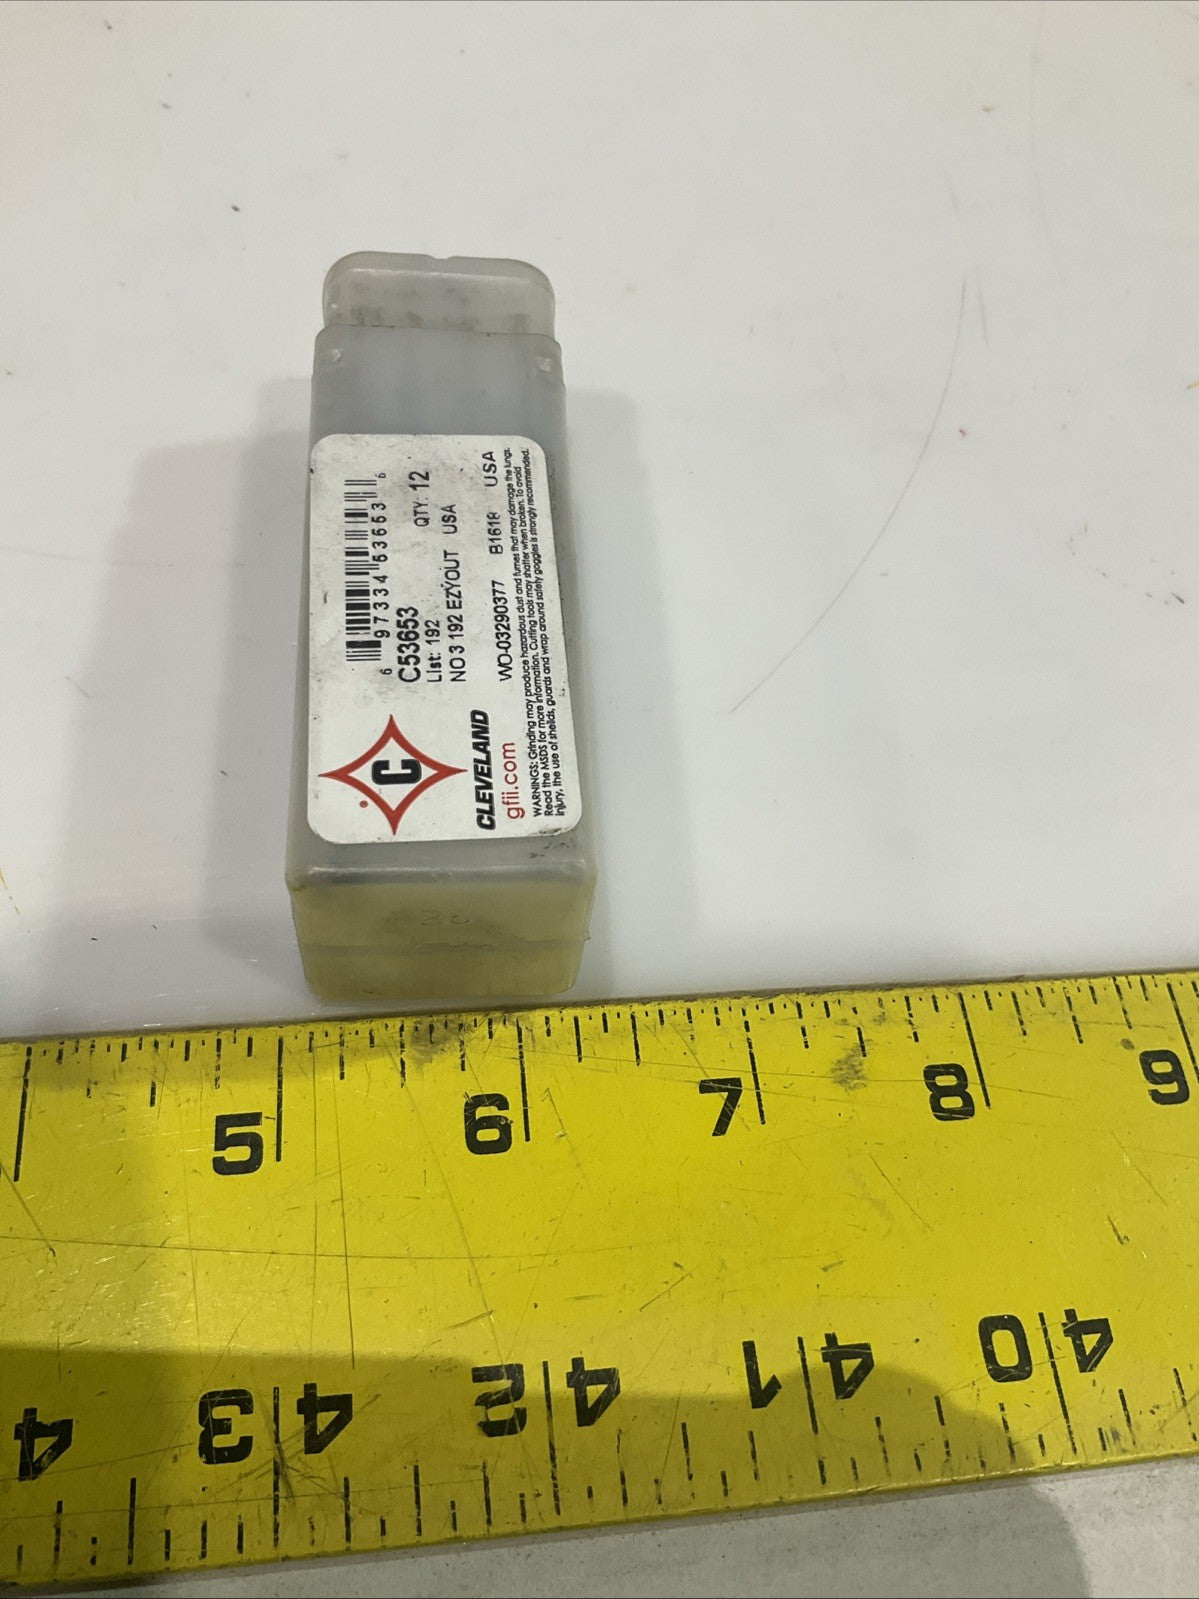 6 97334 53653 6
C53653
List: 192 QTY: 12
NO 3 192 EZYOUT USA
WO-03290377 B1618 USA
C
CLEVELAND
gfii.com
WARNINGS: Grinding may produce hazardous dust and fumes that may damage the lungs.
Read the MSDS for more information. Cutting tools may shatter when broken. To avoid
injury, the use of shields, guards and wrap around safety goggles is strongly recommended.
5 6 7 8 9
4 43 42 41 40